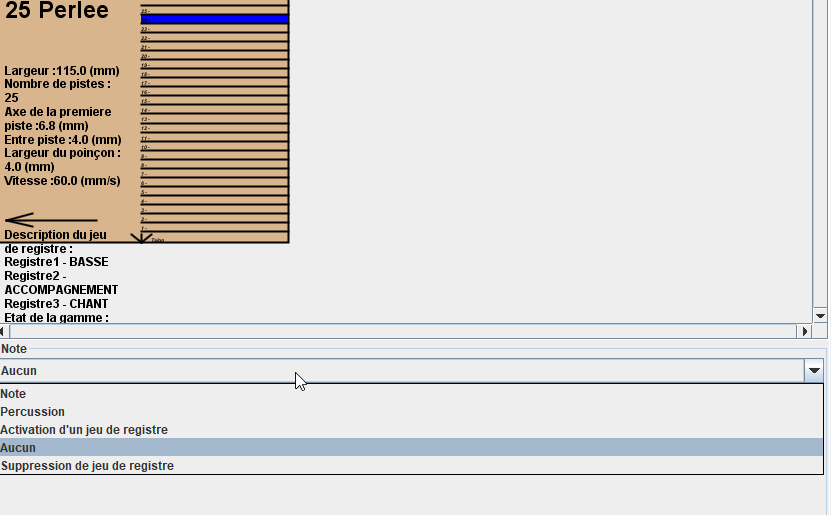 25 Perlee
Largeur :115.0 (mm)
Nombre de pistes :
25
Axe de la premiere
piste :6.8 (mm)
Entre piste :4.0 (mm)
Largeur du poinçon :
4.0 (mm)
Vitesse :60.0 (mm/s)
Description du jeu
de registre :
Registre1 - BASSE
Registre2 -
ACCOMPAGNEMENT
Registre3 - CHANT
Etat de la gamme :
25 -
23 -
22 -
21 -
20 -
19 -
18 -
17 -
16 -
15 -
14 -
13 -
12 -
11 -
10 -
9 -
8 -
7 -
6 -
5 -
4 -
3 -
2 -
1 -
Note
Aucun
Note
Percussion
Activation d'un jeu de registre
Aucun
Suppression de jeu de registre